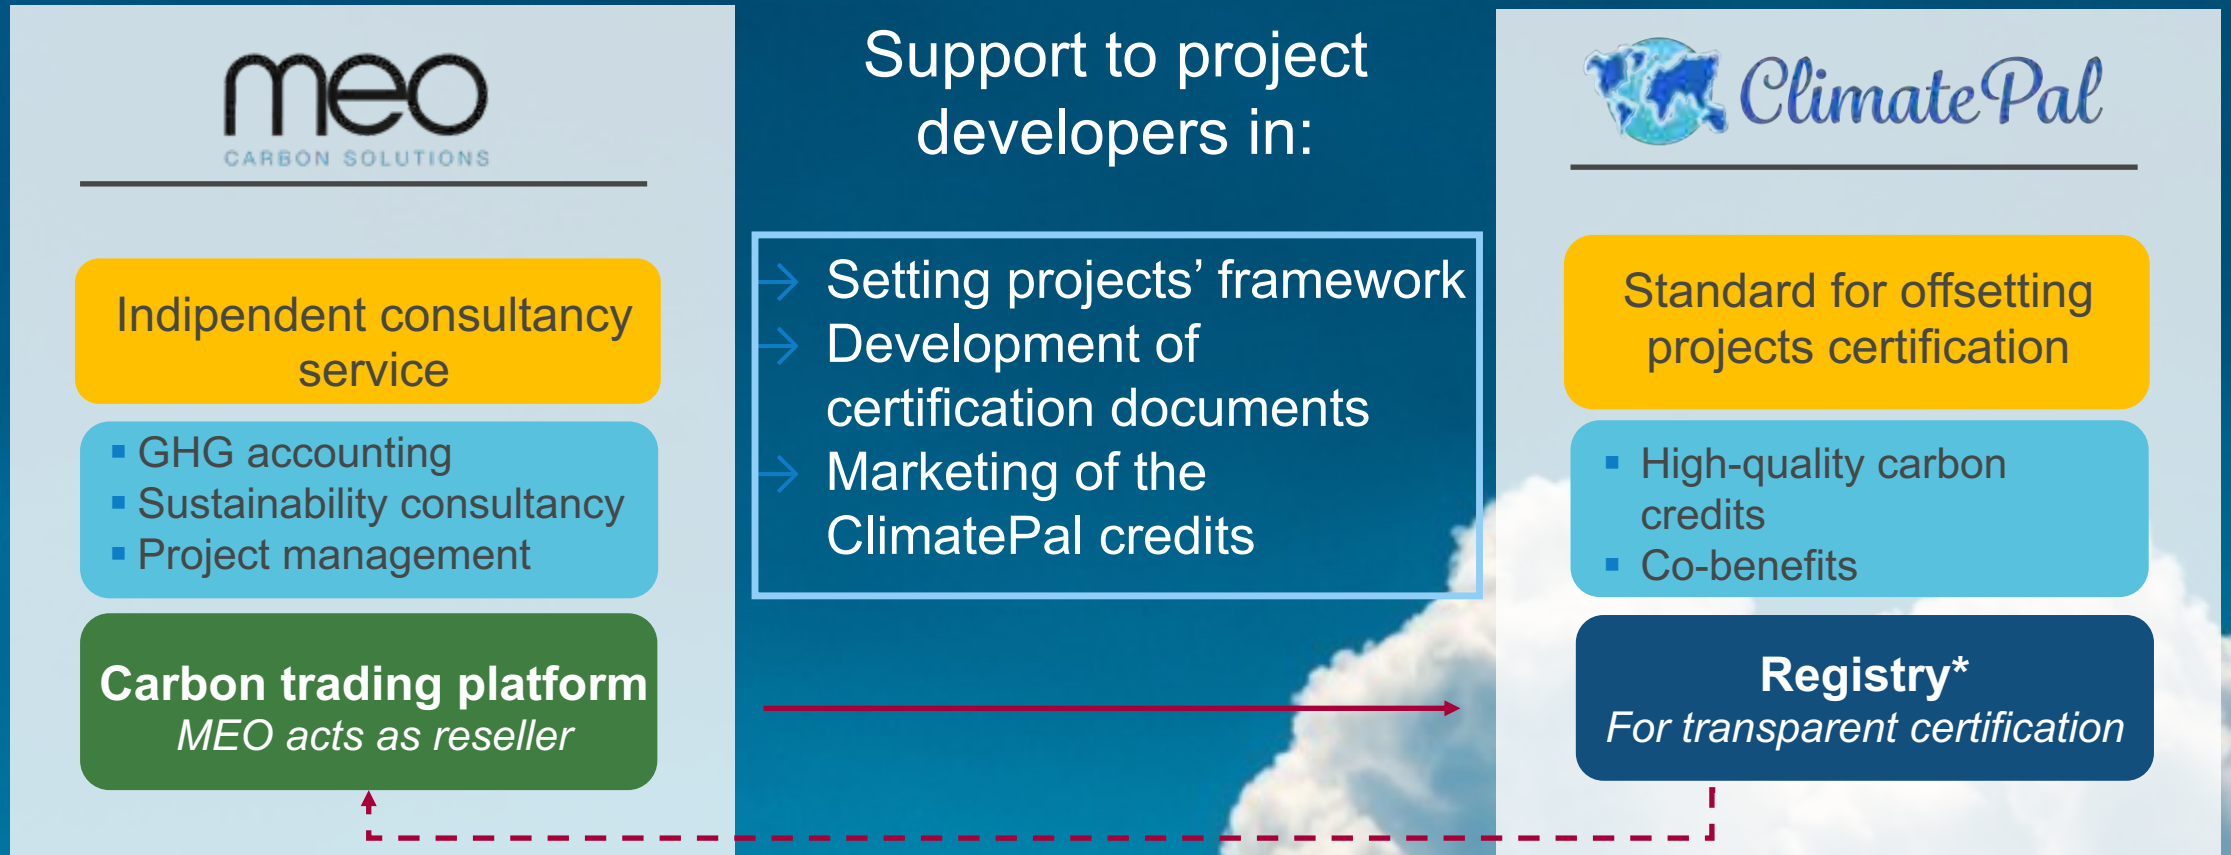 meo
CARBON SOLUTIONS
Indipendent consultancy
service
▪ GHG accounting
▪ Sustainability consultancy
▪ Project management
Carbon trading platform
MEO acts as reseller
Support to project
developers in:
→ Setting projects’ framework
→ Development of
certification documents
→ Marketing of the
ClimatePal credits
ClimatePal
Standard for offsetting
projects certification
▪ High-quality carbon
credits
▪ Co-benefits
Registry*
For transparent certification